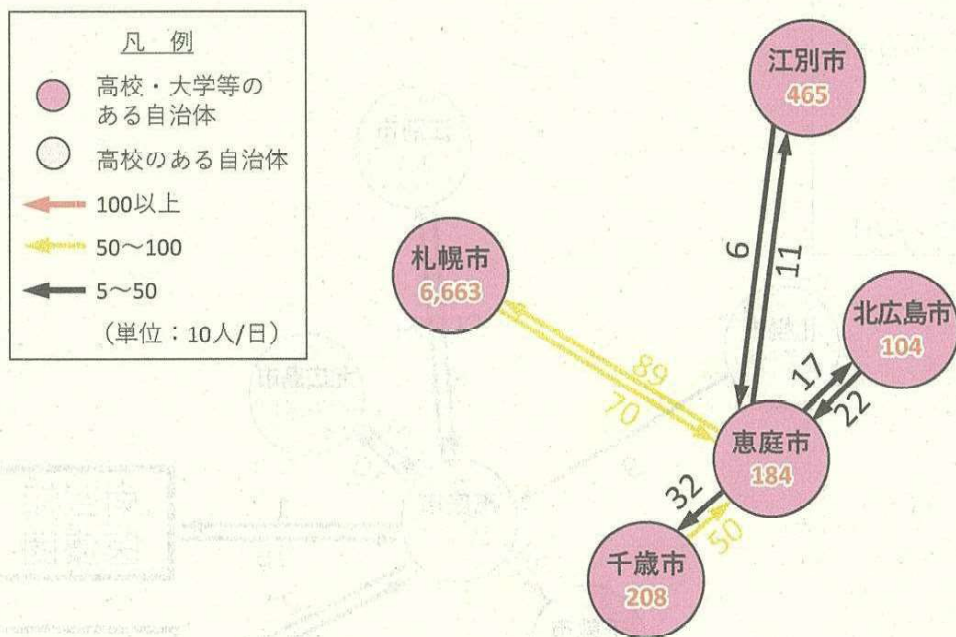 凡 例
高校・大学等の
ある自治体
高校のある自治体
100以上
50～100
5～50
（単位：10人/日）
江別市
465
札幌市
6,663
6
11
北広島市
104
89
70
17
22
恵庭市
184
32
50
千歳市
208